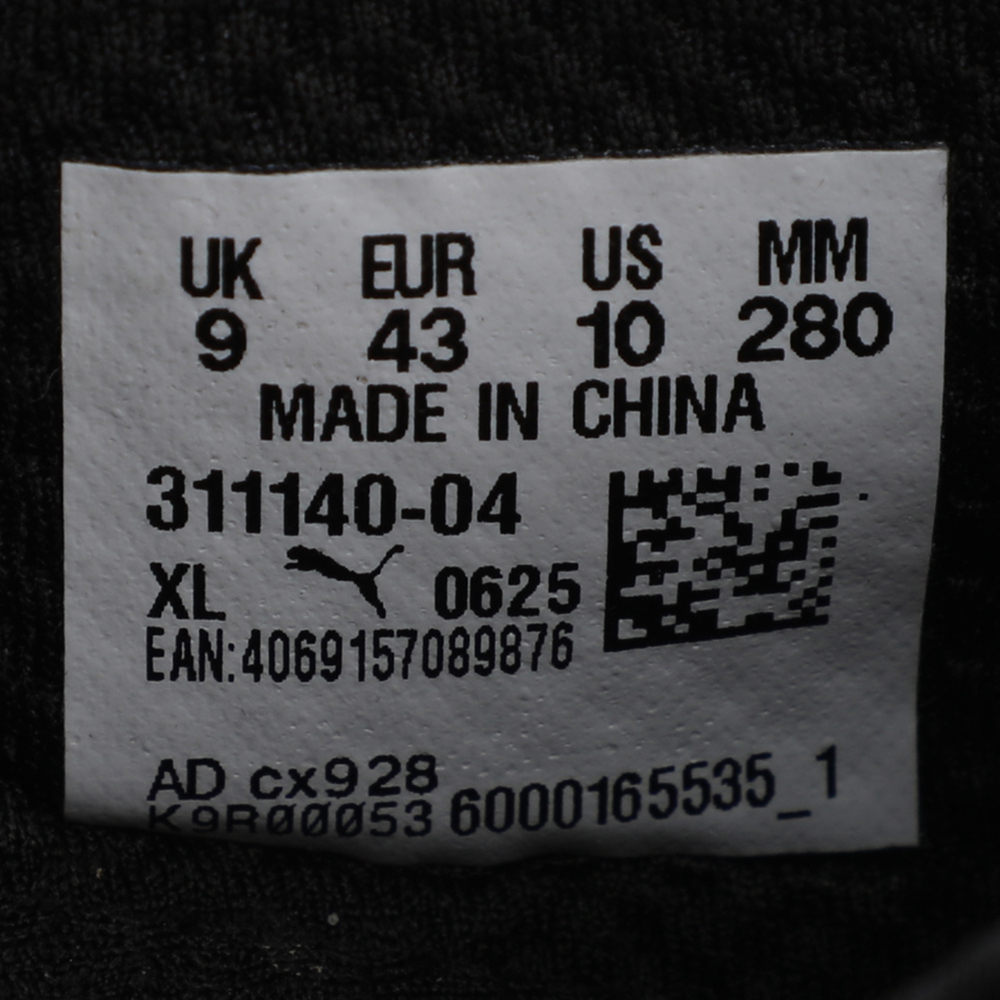 UK EUR US MM
9 43 10 280
MADE IN CHINA
311140-04
XL 0625
EAN:4069157089876
AD cx928
K9R00053 6000165535_1